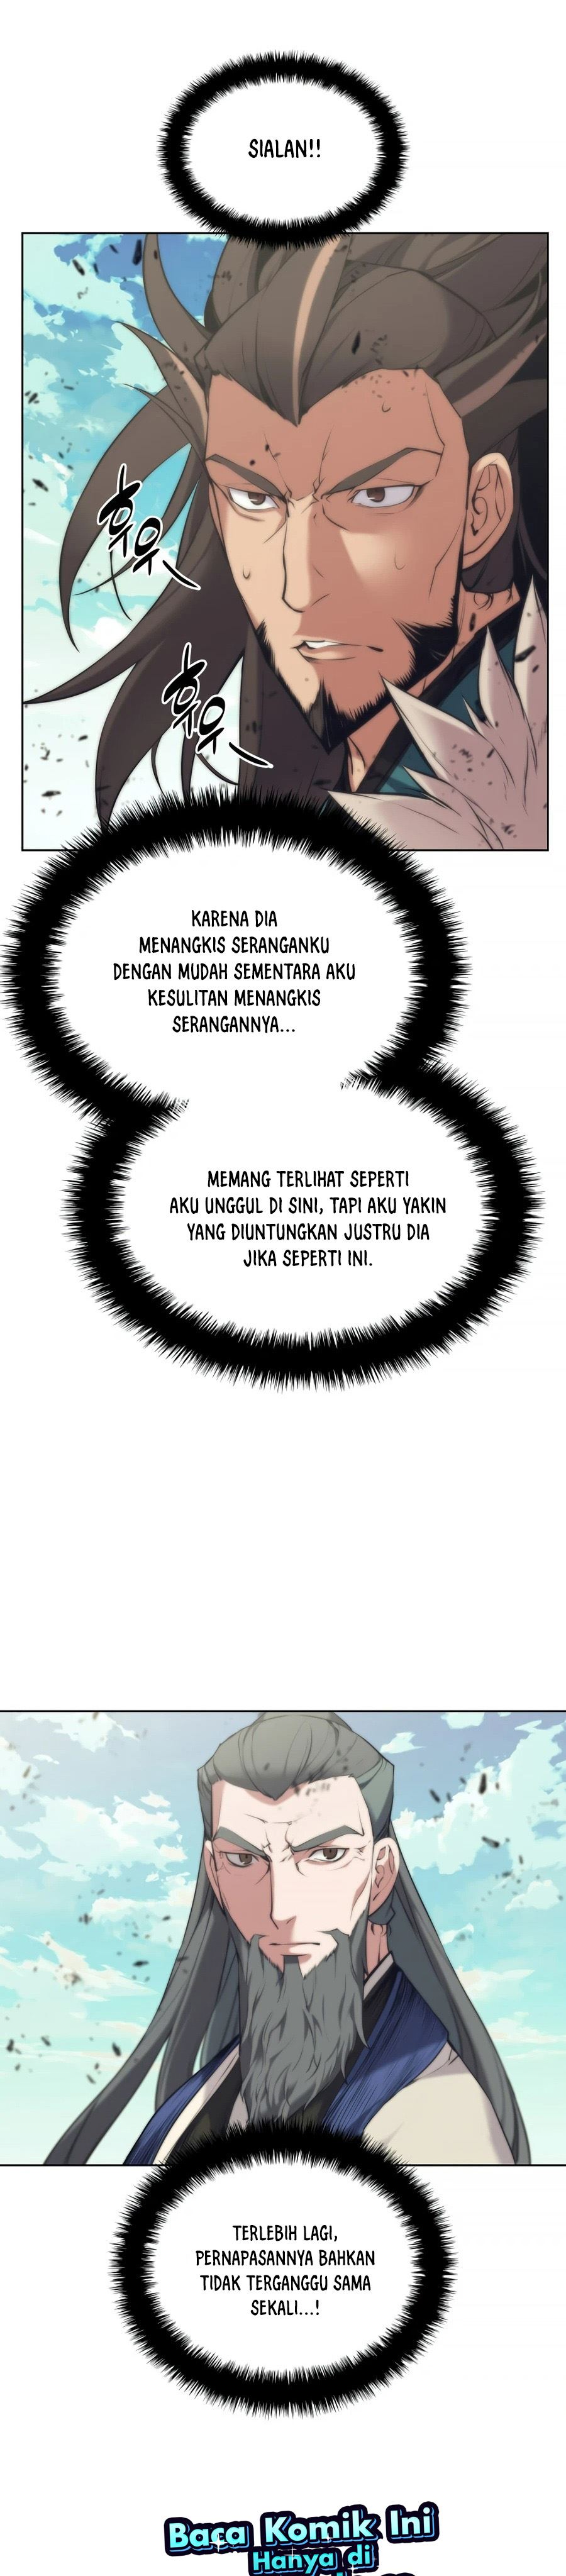 SIALAN!!
후우
후우
KARENA DIA
MENANGKIS SERANGANKU
DENGAN MUDAH SEMENTARA AKU
KESULITAN MENANGKIS
SERANGANNYA...
MEMANG TERLIHAT SEPERTI
AKU UNGGUL DI SINI, TAPI AKU YAKIN
YANG DIUNTUNGKAN JUSTRU DIA
JIKA SEPERTI INI.
TERLEBIH LAGI,
PERNAPASANNYA BAHKAN
TIDAK TERGANGGU SAMA
SEKALI...!
Baca Komik Ini
Hanya di